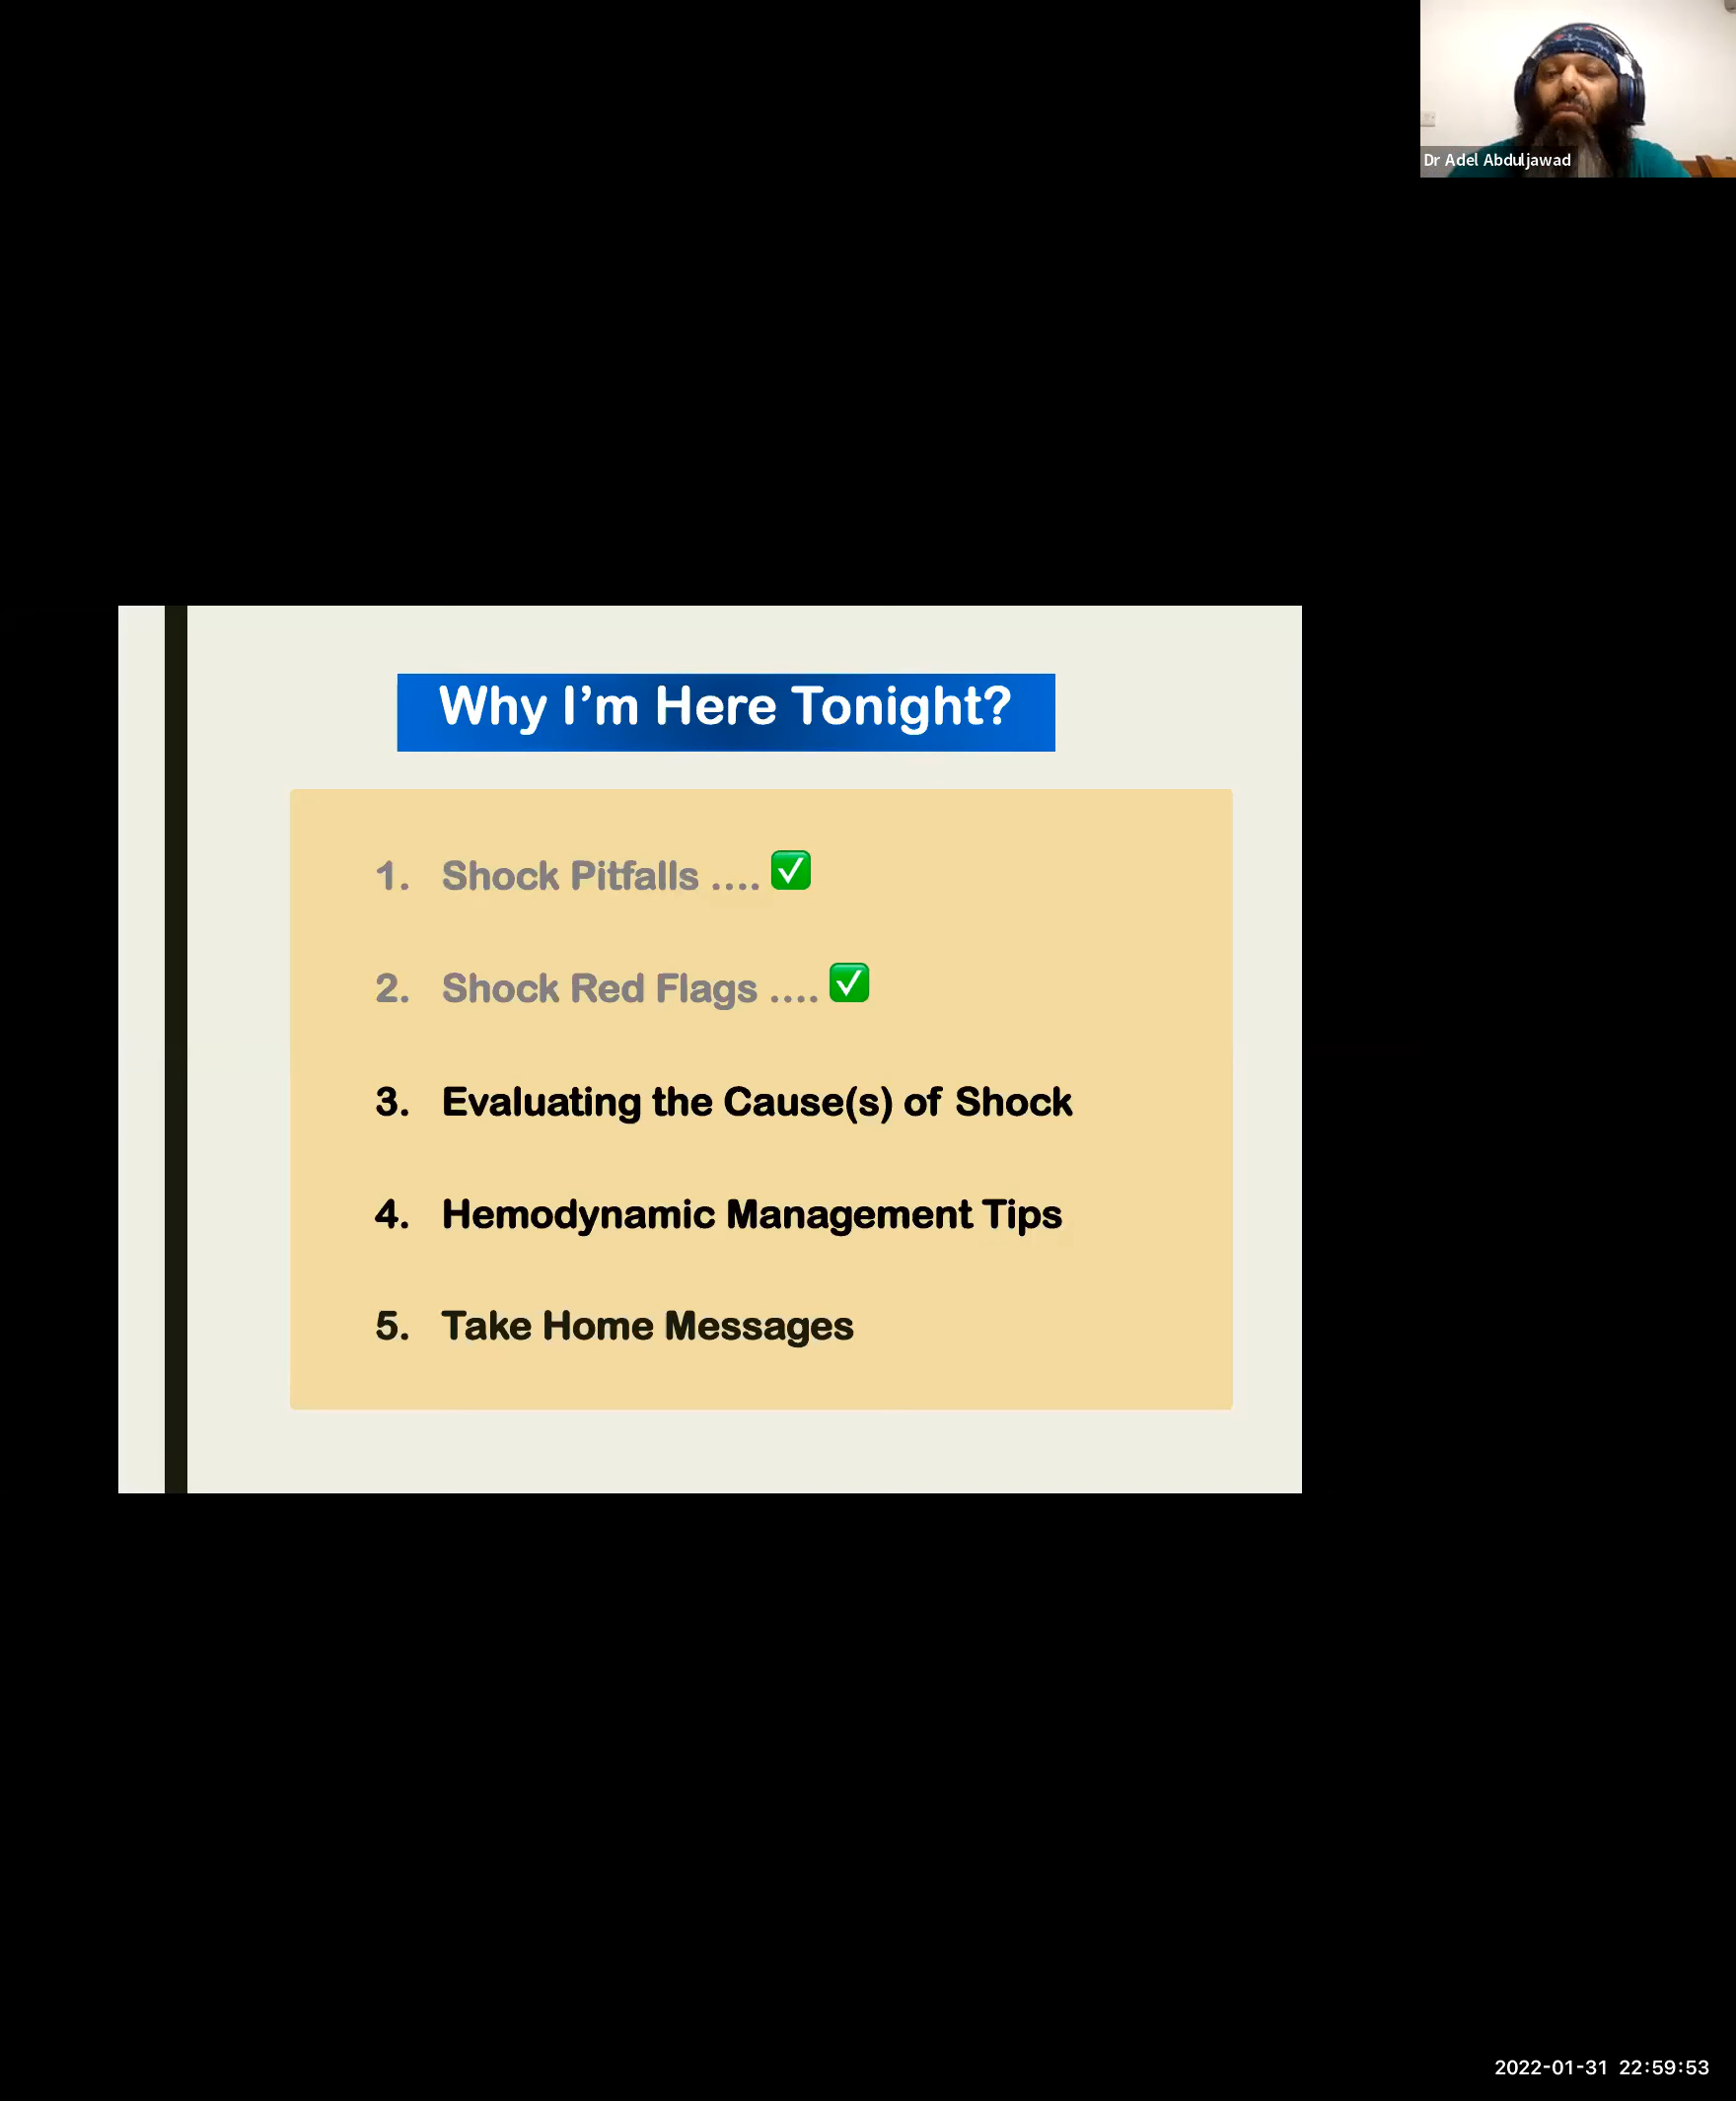 Dr Adel Abduljawad
Why I’m Here Tonight?
1. Shock Pitfalls .... ✅
2. Shock Red Flags .... ✅
3. Evaluating the Cause(s) of Shock
4. Hemodynamic Management Tips
5. Take Home Messages
2022-01-31 22:59:53